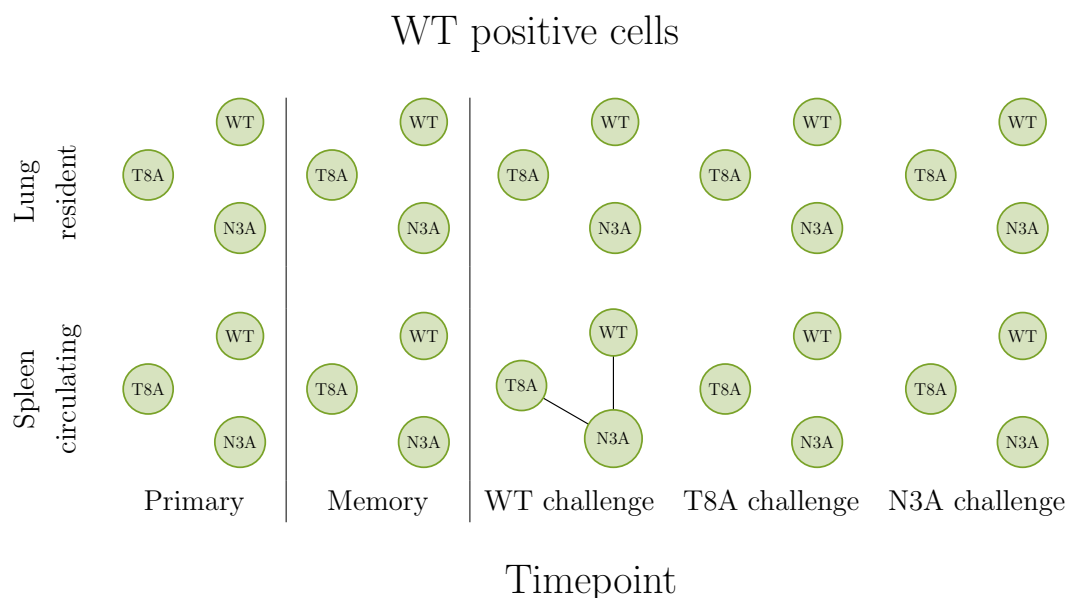 WT positive cells
Lung
resident
WT
T8A
N3A
WT
T8A
N3A
WT
T8A
N3A
WT
T8A
N3A
WT
T8A
N3A
Spleen
circulating
WT
T8A
N3A
WT
T8A
N3A
WT
T8A
N3A
WT
T8A
N3A
WT
T8A
N3A
Primary
Memory
WT challenge
T8A challenge
N3A challenge
Timepoint